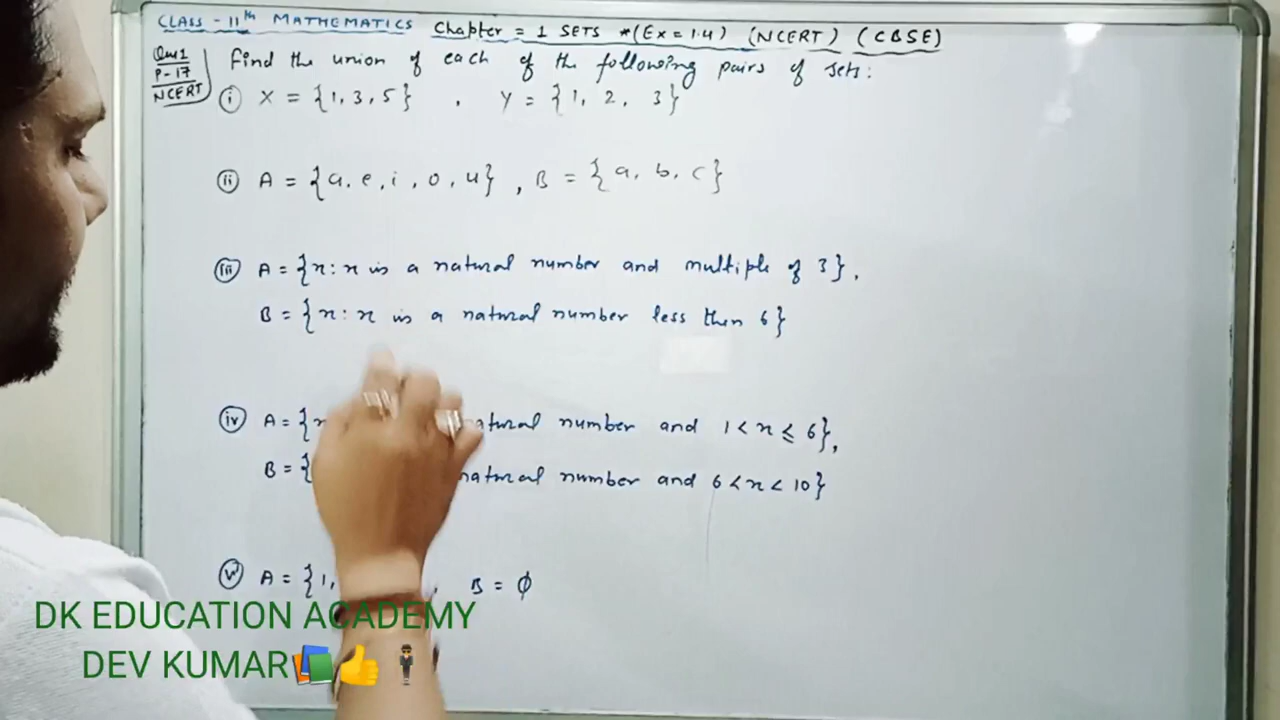 CLASS - 11th MATHEMATICS Chapter = 1 SETS *(Ex = 1.4) (NCERT) (CBSE)
Que1
P-17
NCERT
Find the union of each of the following pairs of sets:
(i) X = {1, 3, 5} , Y = {1, 2, 3}
(ii) A = {a, e, i, o, u} , B = {a, b, c}
(iii) A = {x: x is a natural number and multiple of 3},
B = {x: x is a natural number less then 6}
(iv) A = {x natural number and 1 < x ≤ 6},
B = { natural number and 6 < x < 10}
(v) A = {1, , B = ϕ
DK EDUCATION ACADEMY
DEV KUMAR📚👍🕴